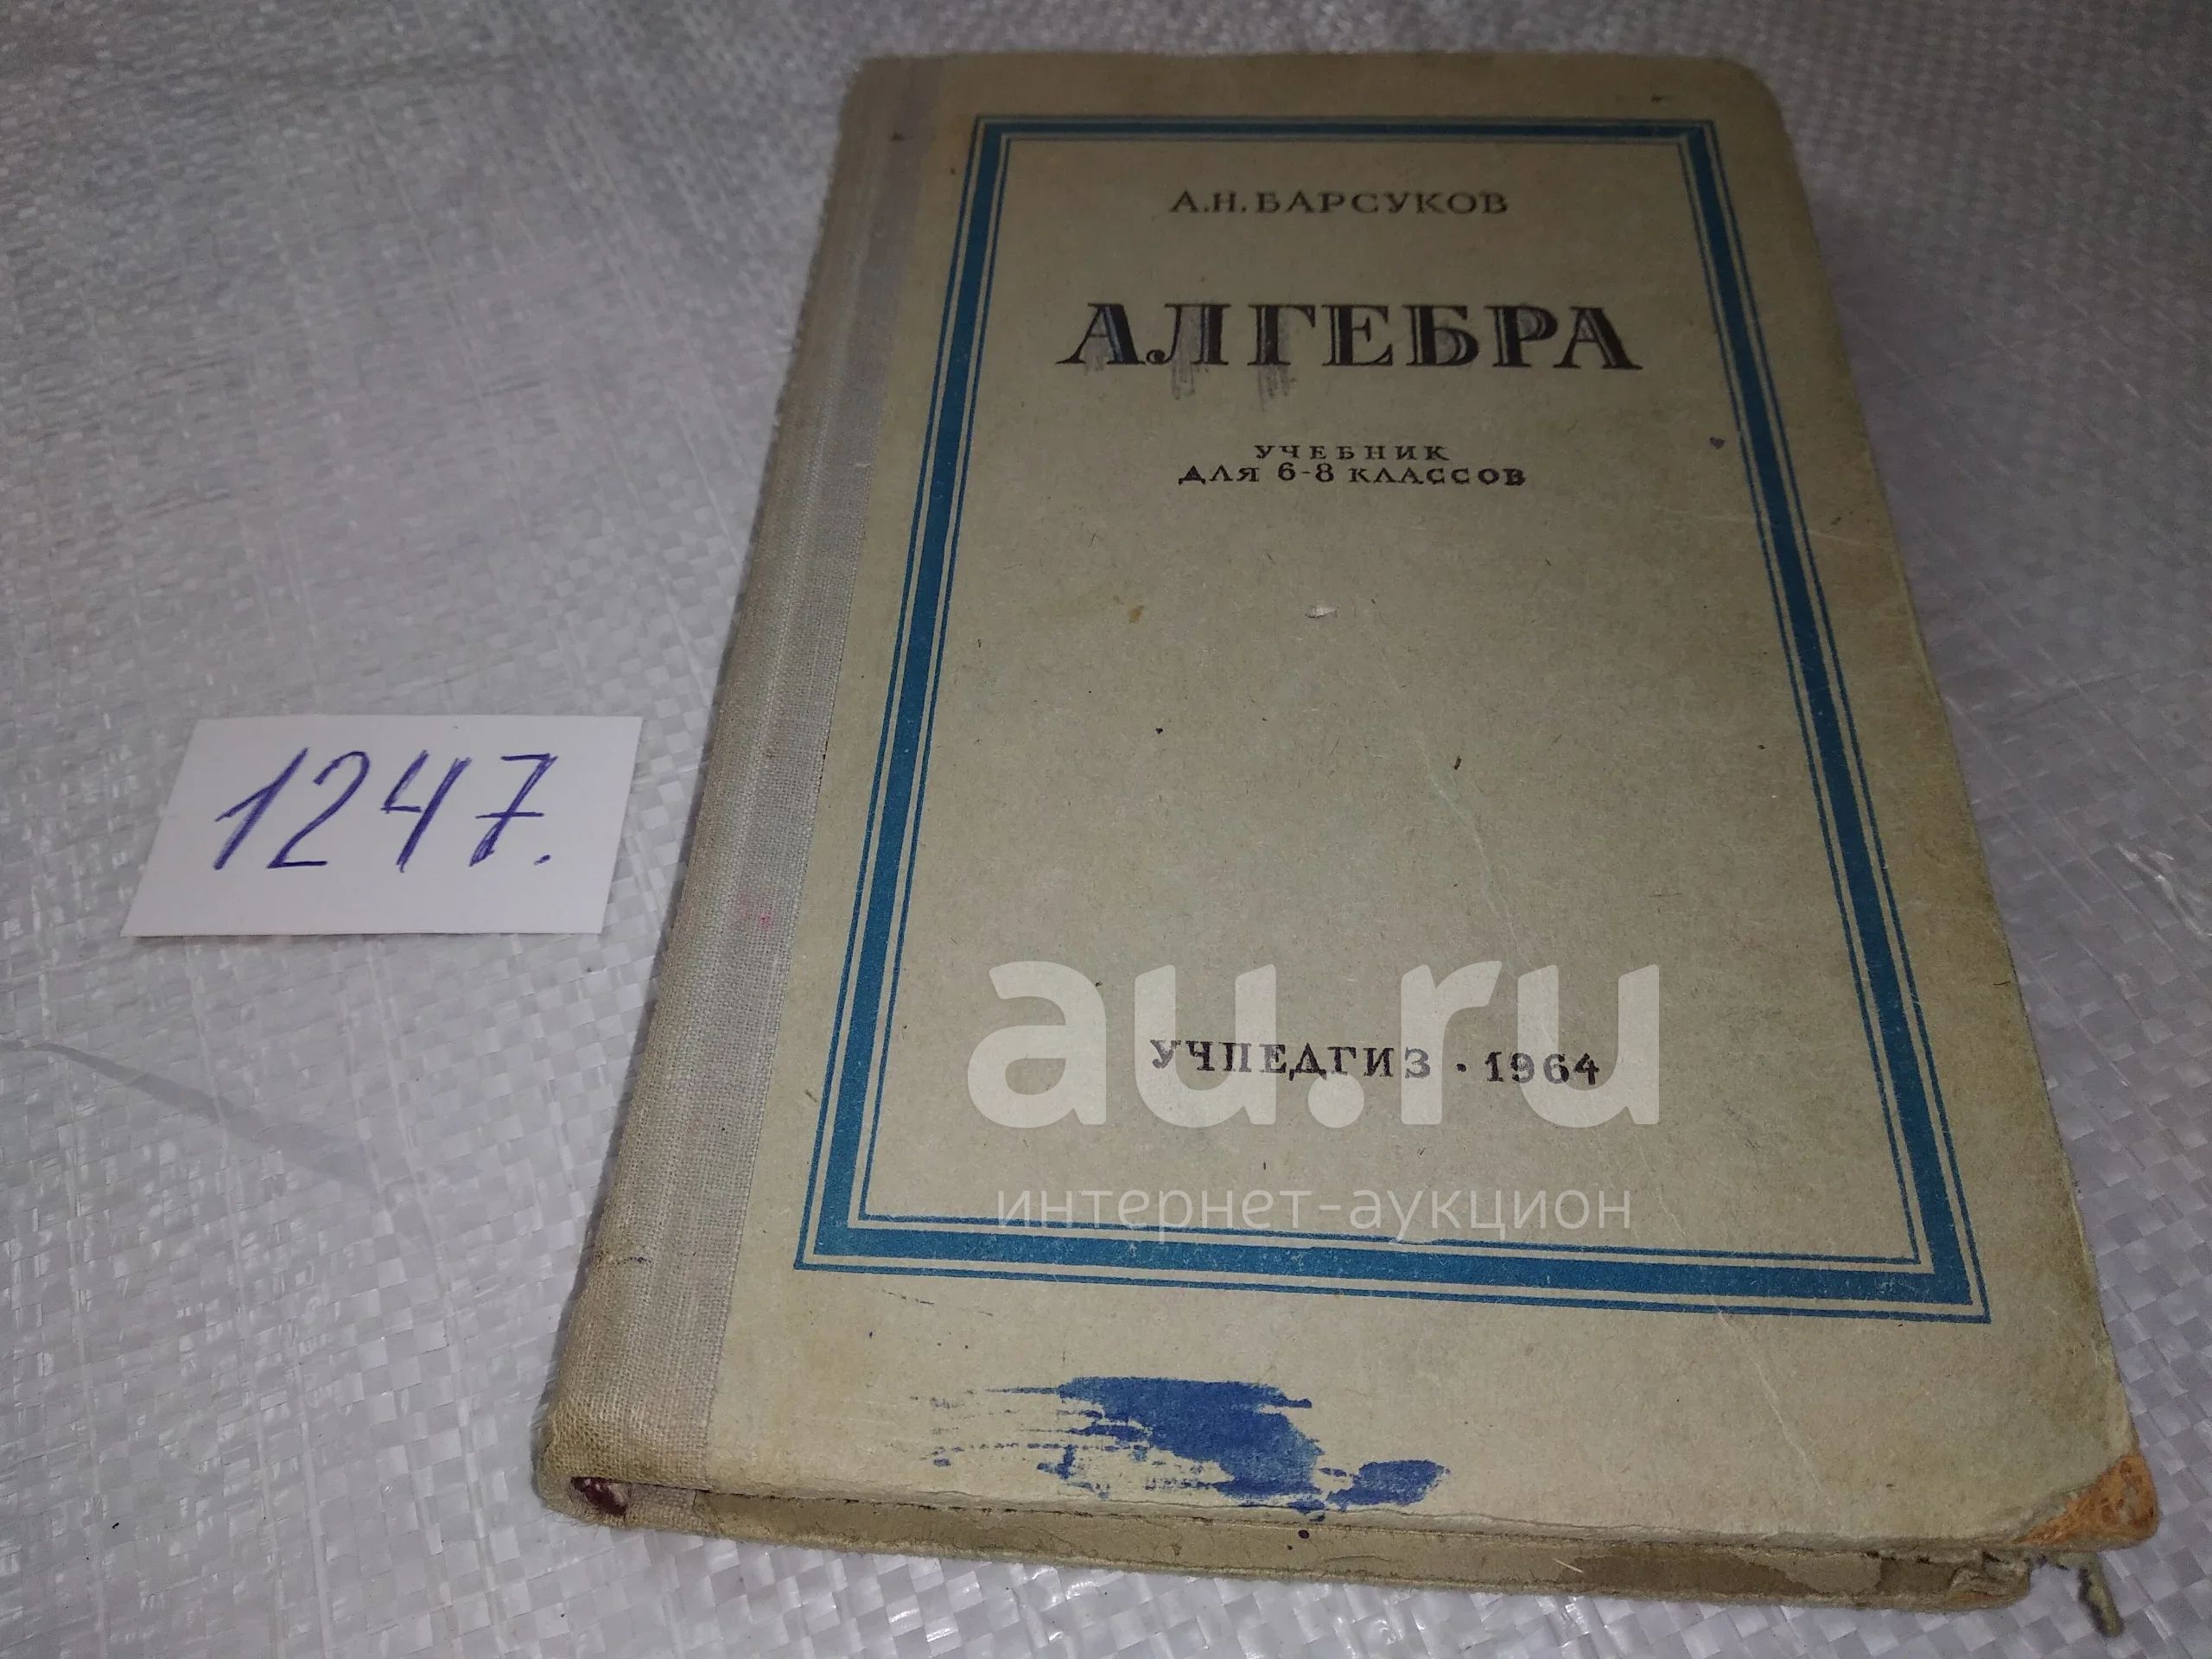 А.Н.БАРСУКОВ
АЛГЕБРА
УЧЕБНИК
ДЛЯ 6-8 КЛАССОВ
1247.
УЧПЕДГИЗ · 1964
au.ru
интернет-аукцион